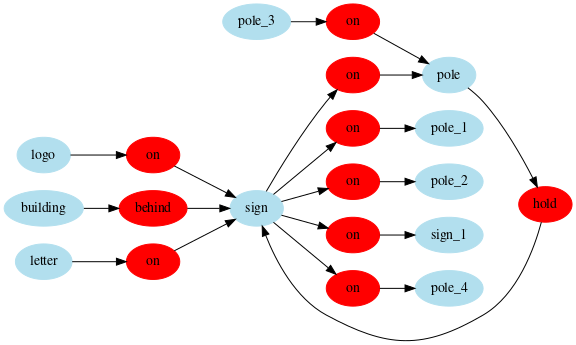 pole_3 on
on pole
on pole_1
logo on
on pole_2
building behind sign hold
on sign_1
letter on
on pole_4